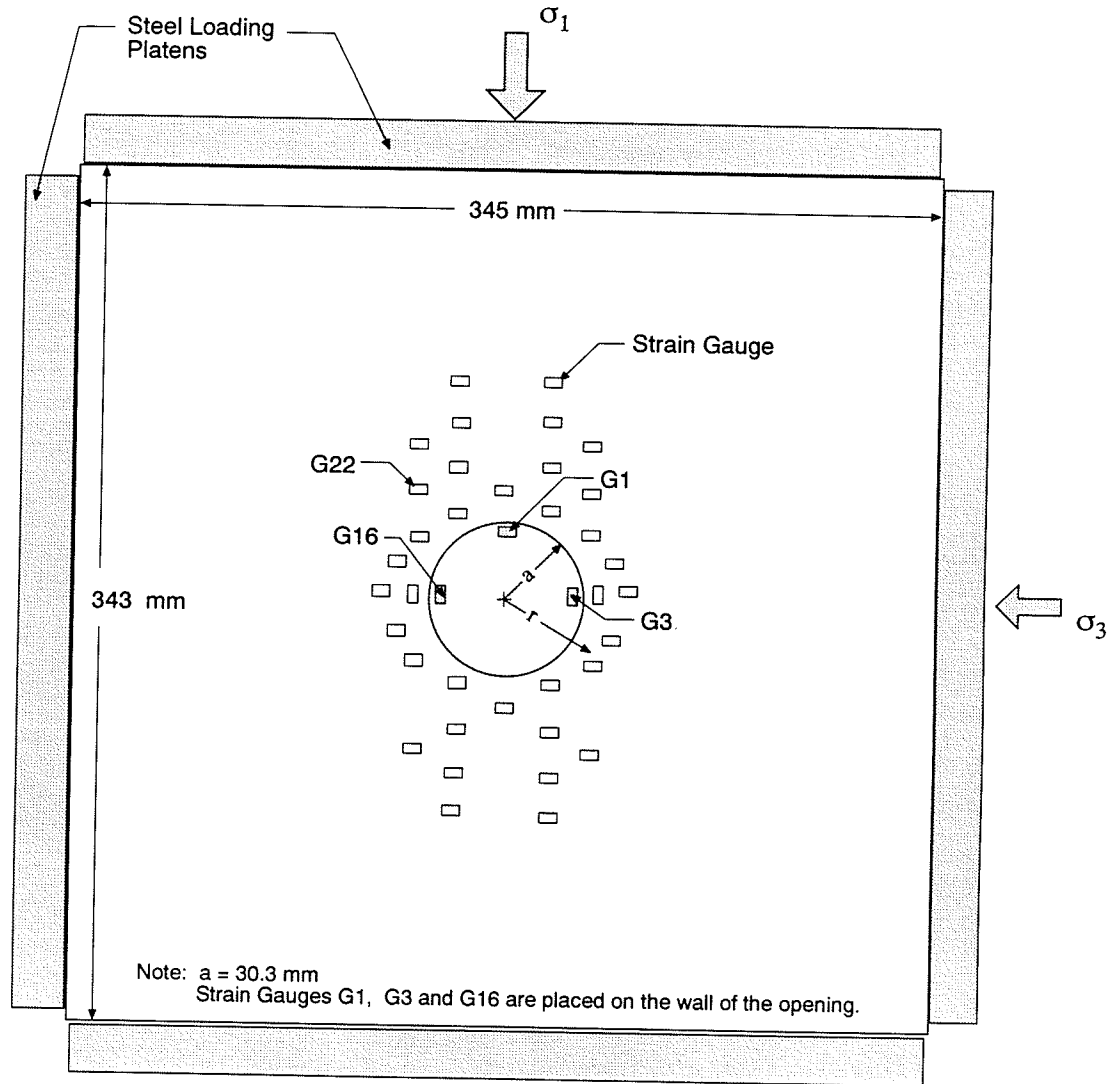 Steel Loading
Platens
σ1
345 mm
Strain Gauge
G22
G1
G16
a
343 mm
r
G3
σ3
Note: a = 30.3 mm
Strain Gauges G1, G3 and G16 are placed on the wall of the opening.